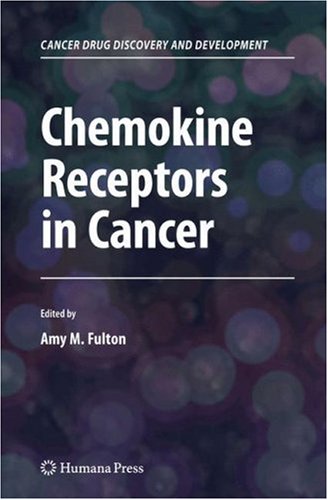 CANCER DRUG DISCOVERY AND DEVELOPMENT
Chemokine
Receptors
in Cancer
Edited by
Amy M. Fulton
Humana Press